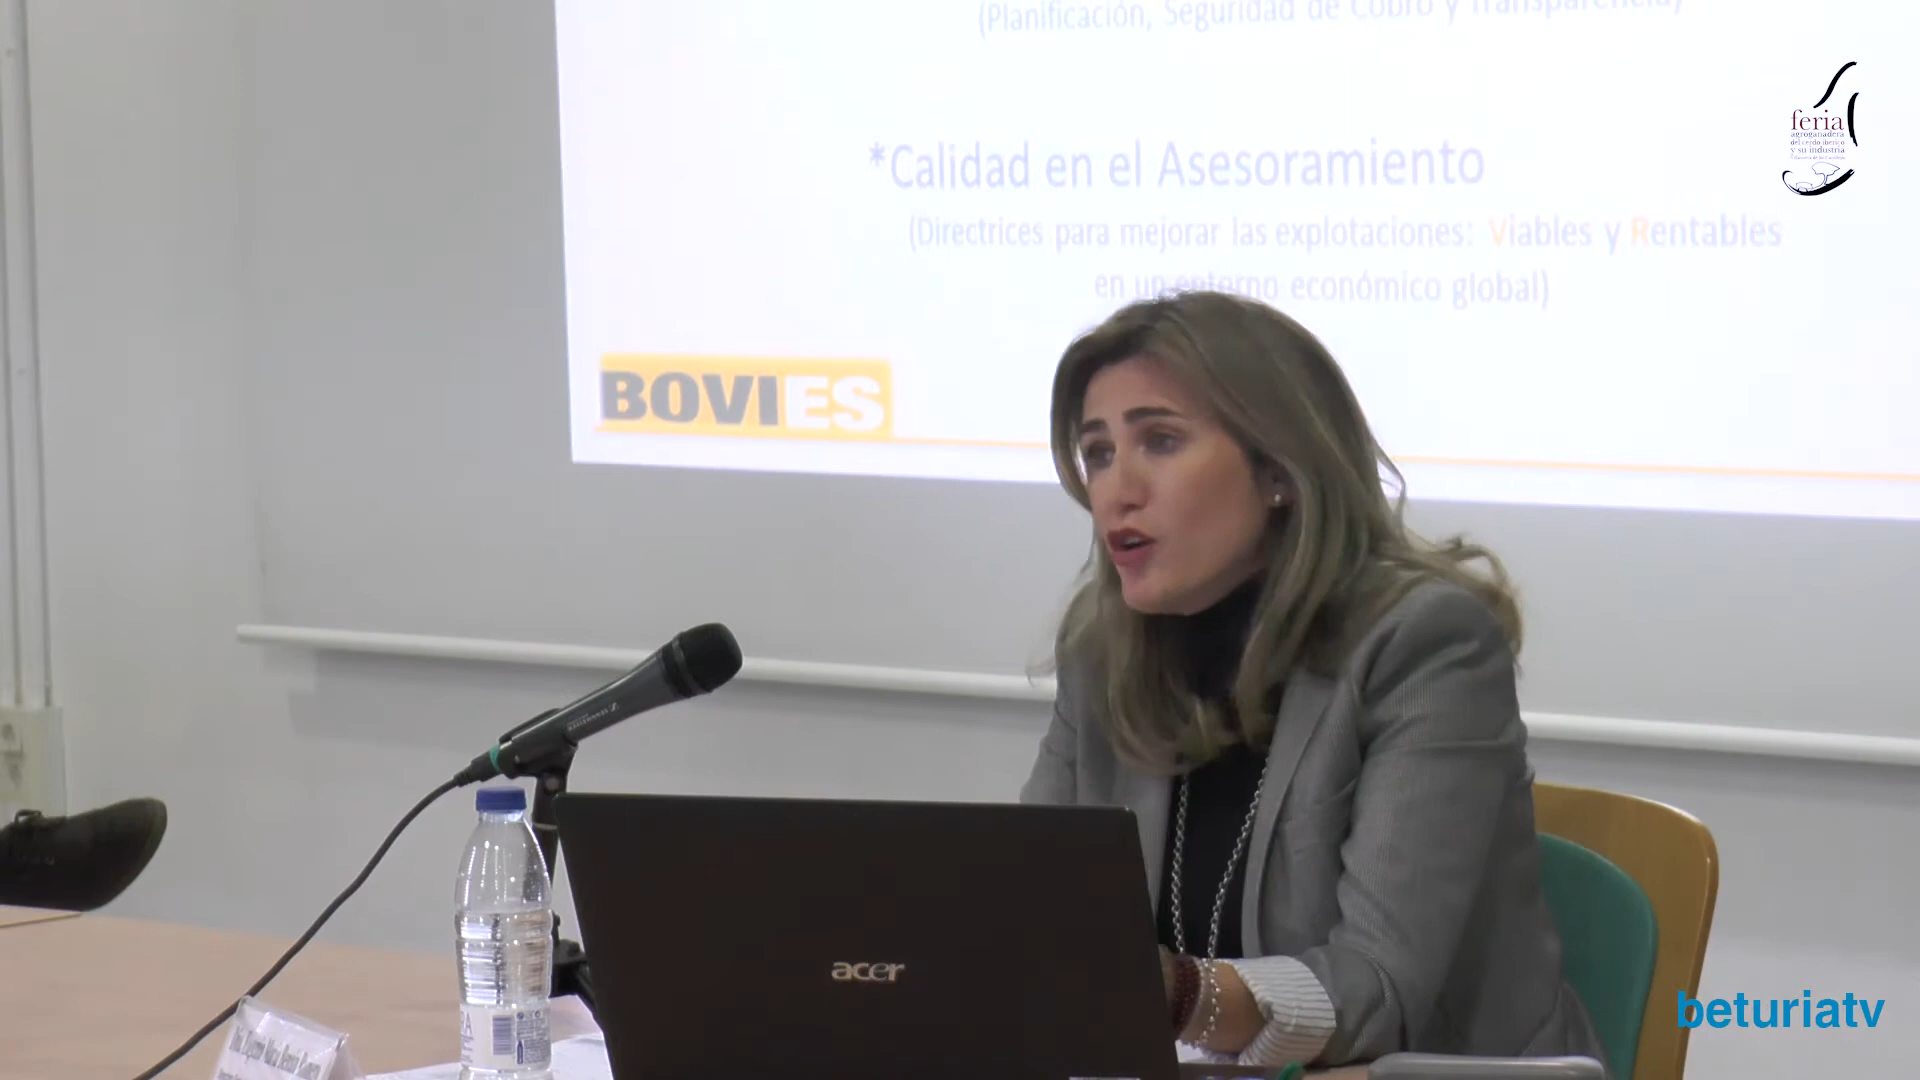 (Planificación, Seguridad de Cobro y Transparencia)
feria
agroganadera
del cerdo ibérico
y su industria
*Calidad en el Asesoramiento
(Directrices para mejorar las explotaciones: Viables y Rentables
en un entorno económico global)
BOVIES
acer
beturiatv